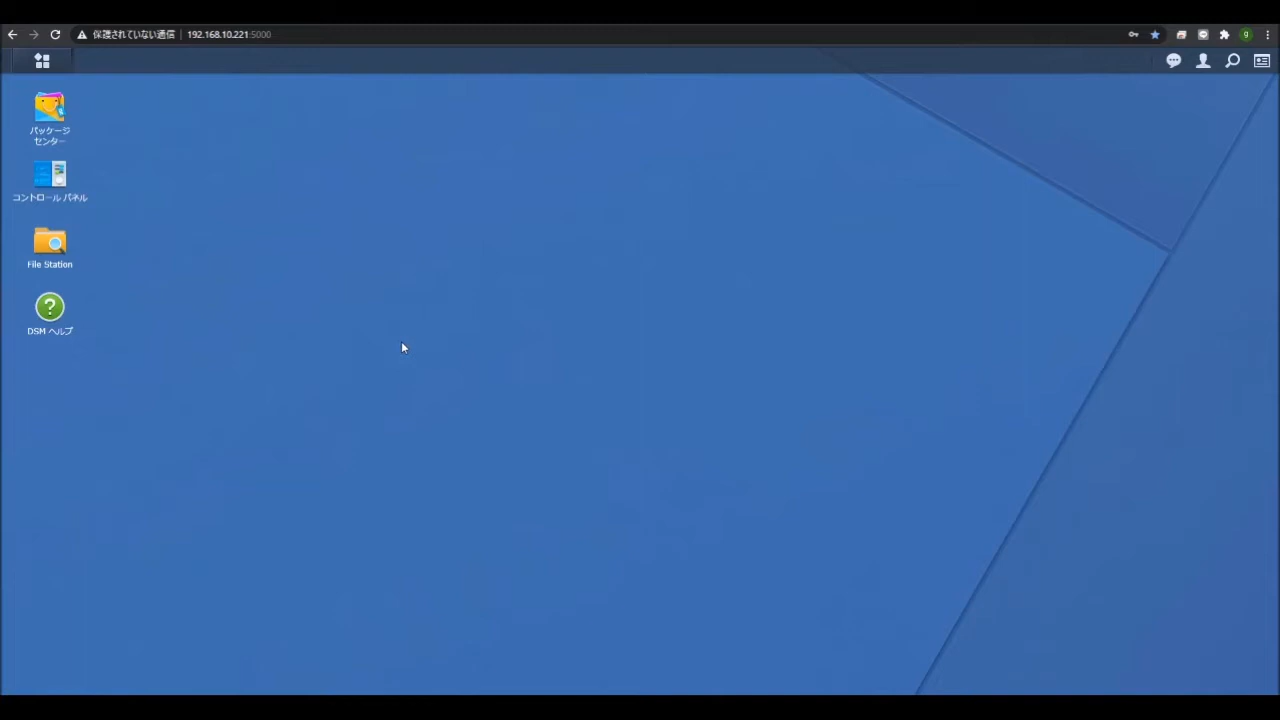 保護されていない通信 | 192.168.10.221:5000
g
パッケージ
センター
コントロール パネル
File Station
DSM ヘルプ